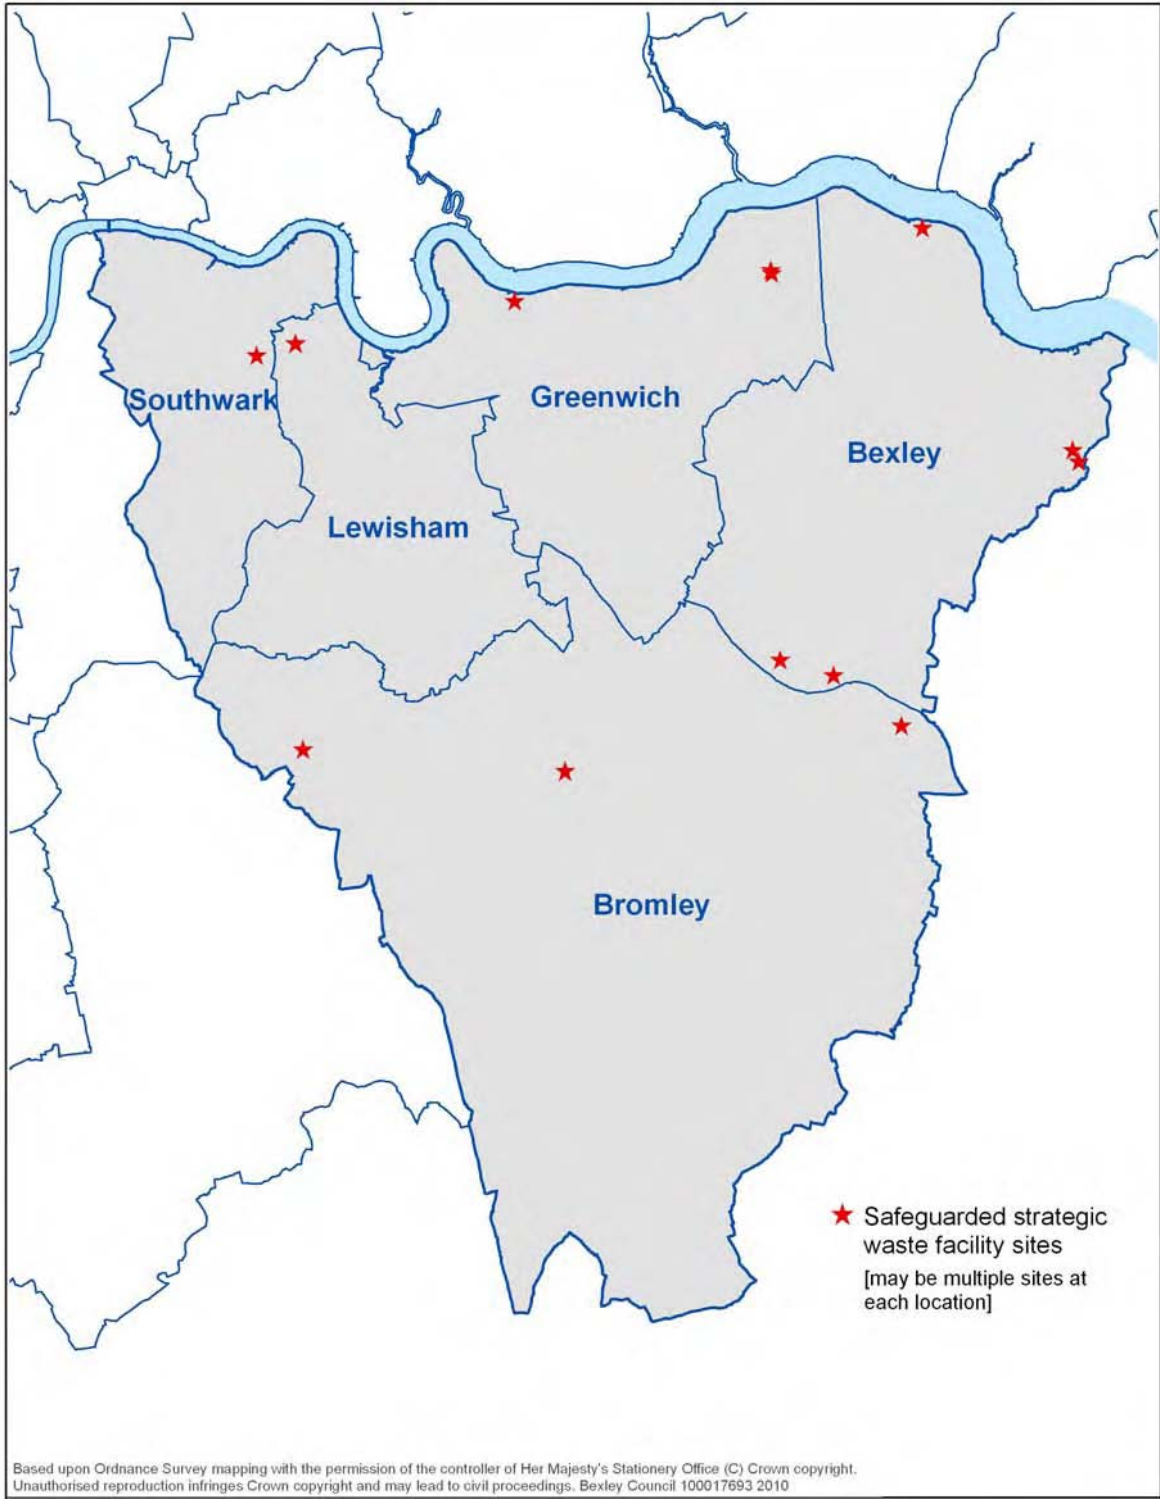 Southwark
Greenwich
Bexley
Lewisham
Bromley
Safeguarded strategic
waste facility sites
[may be multiple sites at
each location]
Based upon Ordnance Survey mapping with the permission of the controller of Her Majesty's Stationery Office (C) Crown copyright.
Unauthorised reproduction infringes Crown copyright and may lead to civil proceedings. Bexley Council 100017693 2010